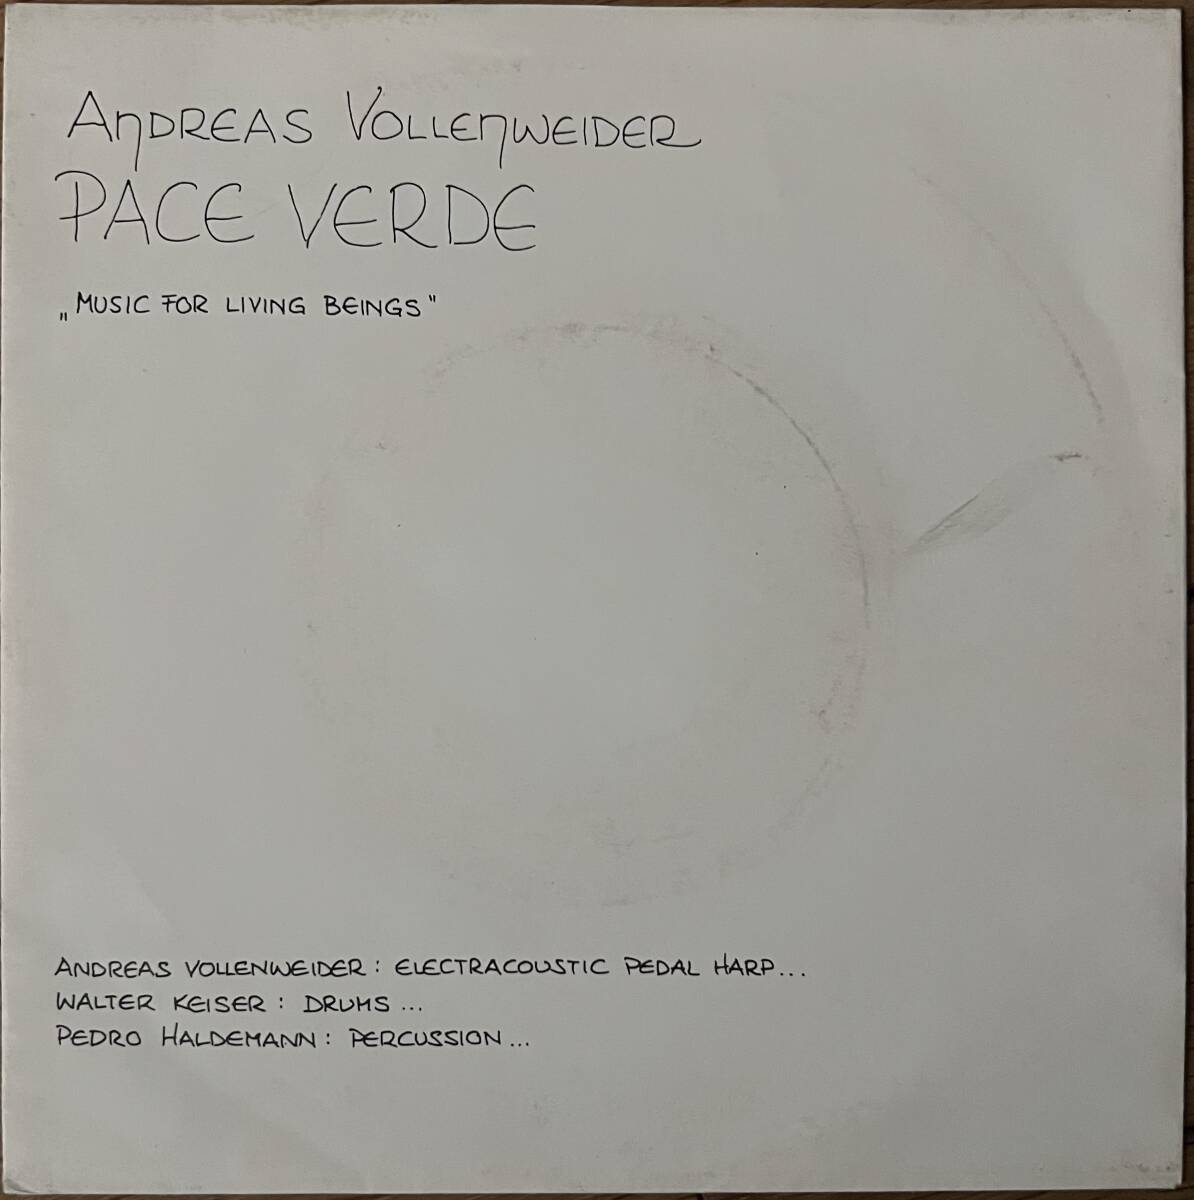 ANDREAS VOLLENWEIDER
PACE VERDE
„MUSIC FOR LIVING BEINGS"
ANDREAS VOLLENWEIDER: ELECTRACOUSTIC PEDAL HARP...
WALTER KEISER: DRUMS...
PEDRO HALDEMANN: PERCUSSION...